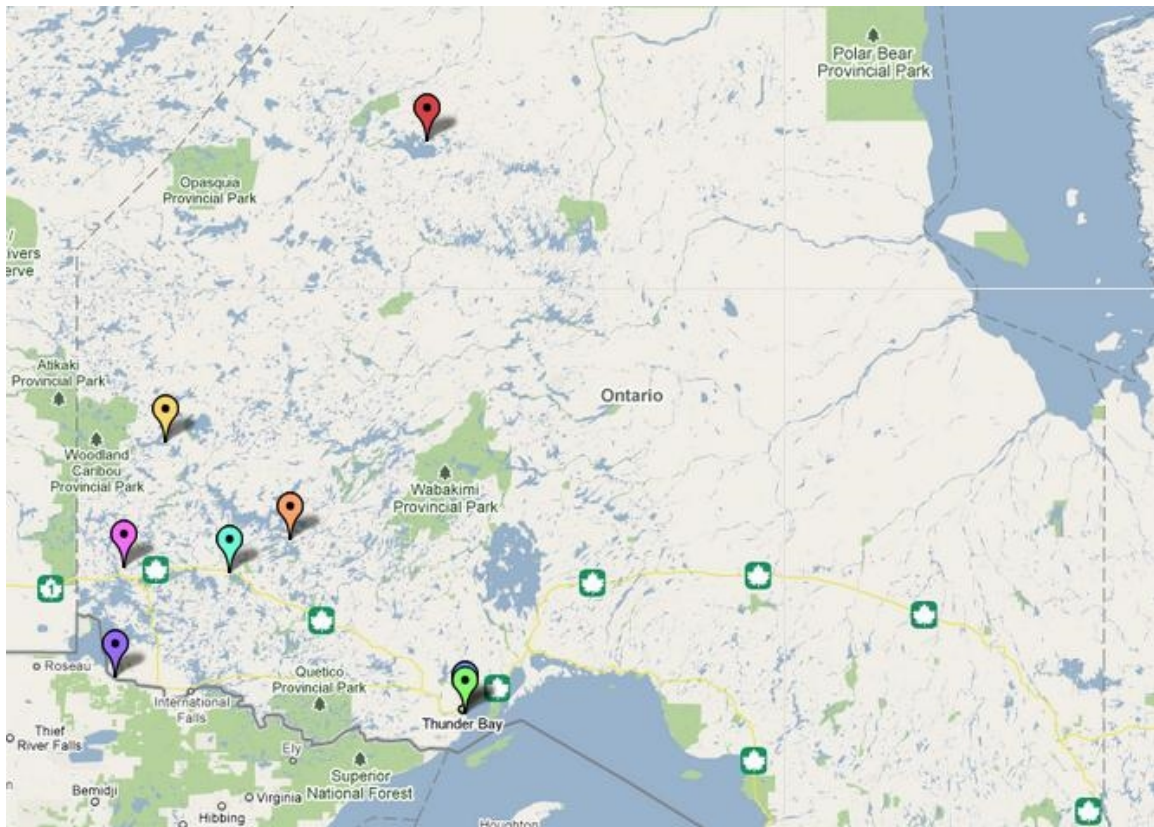 Polar Bear
Provincial Park
Opasquia
Provincial Park
/
ivers
erve
Ontario
Atikaki
Provincial Park
Woodland
Caribou
Provincial Park
Wabakimi
Provincial Park
1
Roseau
International
Falls
Quetico
Provincial Park
Thunder Bay
Thief
River Falls
Ely
Superior
National Forest
Bemidji
Virginia
Hibbing
Houghton
n